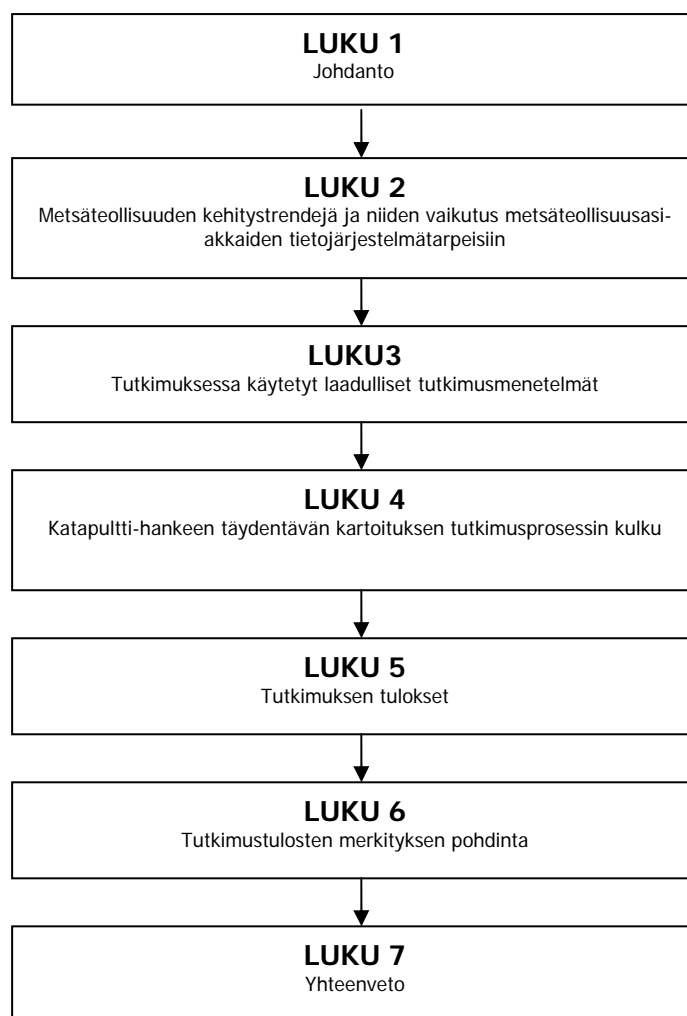 LUKU 1
Johdanto
LUKU 2
Metsäteollisuuden kehitystrendejä ja niiden vaikutus metsäteollisuusasi-
akkaiden tietojärjestelmätarpeisiin
LUKU3
Tutkimuksessa käytetyt laadulliset tutkimusmenetelmät
LUKU 4
Katapultti-hankeen täydentävän kartoituksen tutkimusprosessin kulku
LUKU 5
Tutkimuksen tulokset
LUKU 6
Tutkimustulosten merkityksen pohdinta
LUKU 7
Yhteenveto